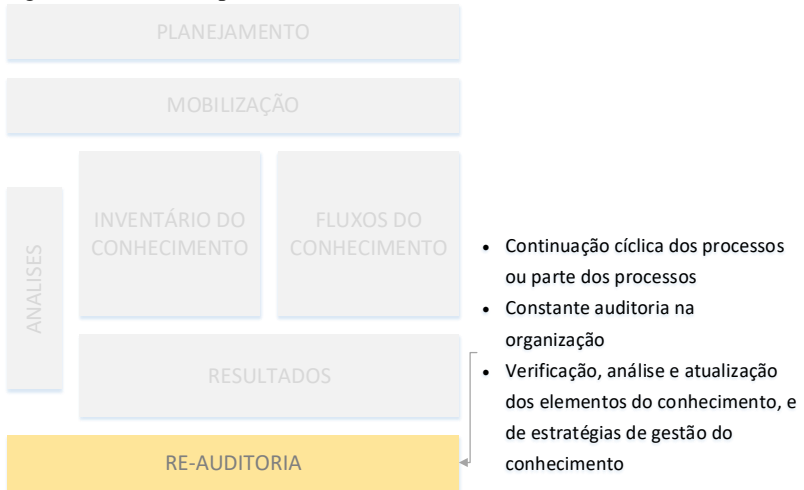 PLANEJAMENTO
MOBILIZAÇÃO
INVENTÁRIO DO
CONHECIMENTO
FLUXOS DO
CONHECIMENTO
ANALISES
RESULTADOS
RE-AUDITORIA
• Continuação cíclica dos processos
ou parte dos processos
• Constante auditoria na
organização
• Verificação, análise e atualização
dos elementos do conhecimento, e
de estratégias de gestão do
conhecimento